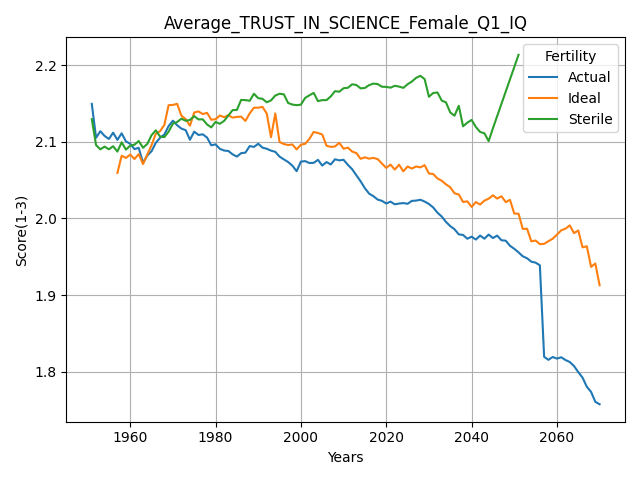 Average_TRUST_IN_SCIENCE_Female_Q1_IQ
Fertility
Actual
Ideal
Sterile
Score(1-3)
2.2
2.1
2.0
1.9
1.8
1960 1980 2000 2020 2040 2060
Years